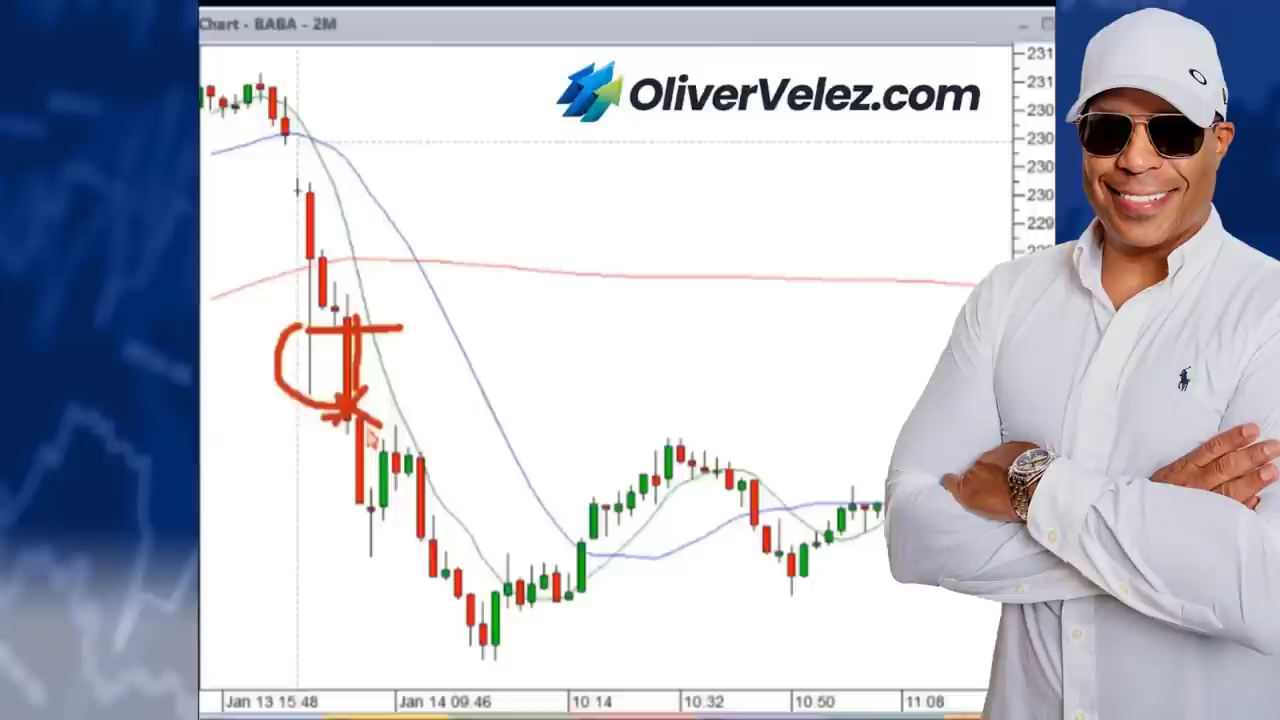 Chart - BABA - 2M
OliverVelez.com
231
231
230
230
230
230
229
Jan 13 15 48
Jan 14 09.46
10 14
10.32
10 50
11 08